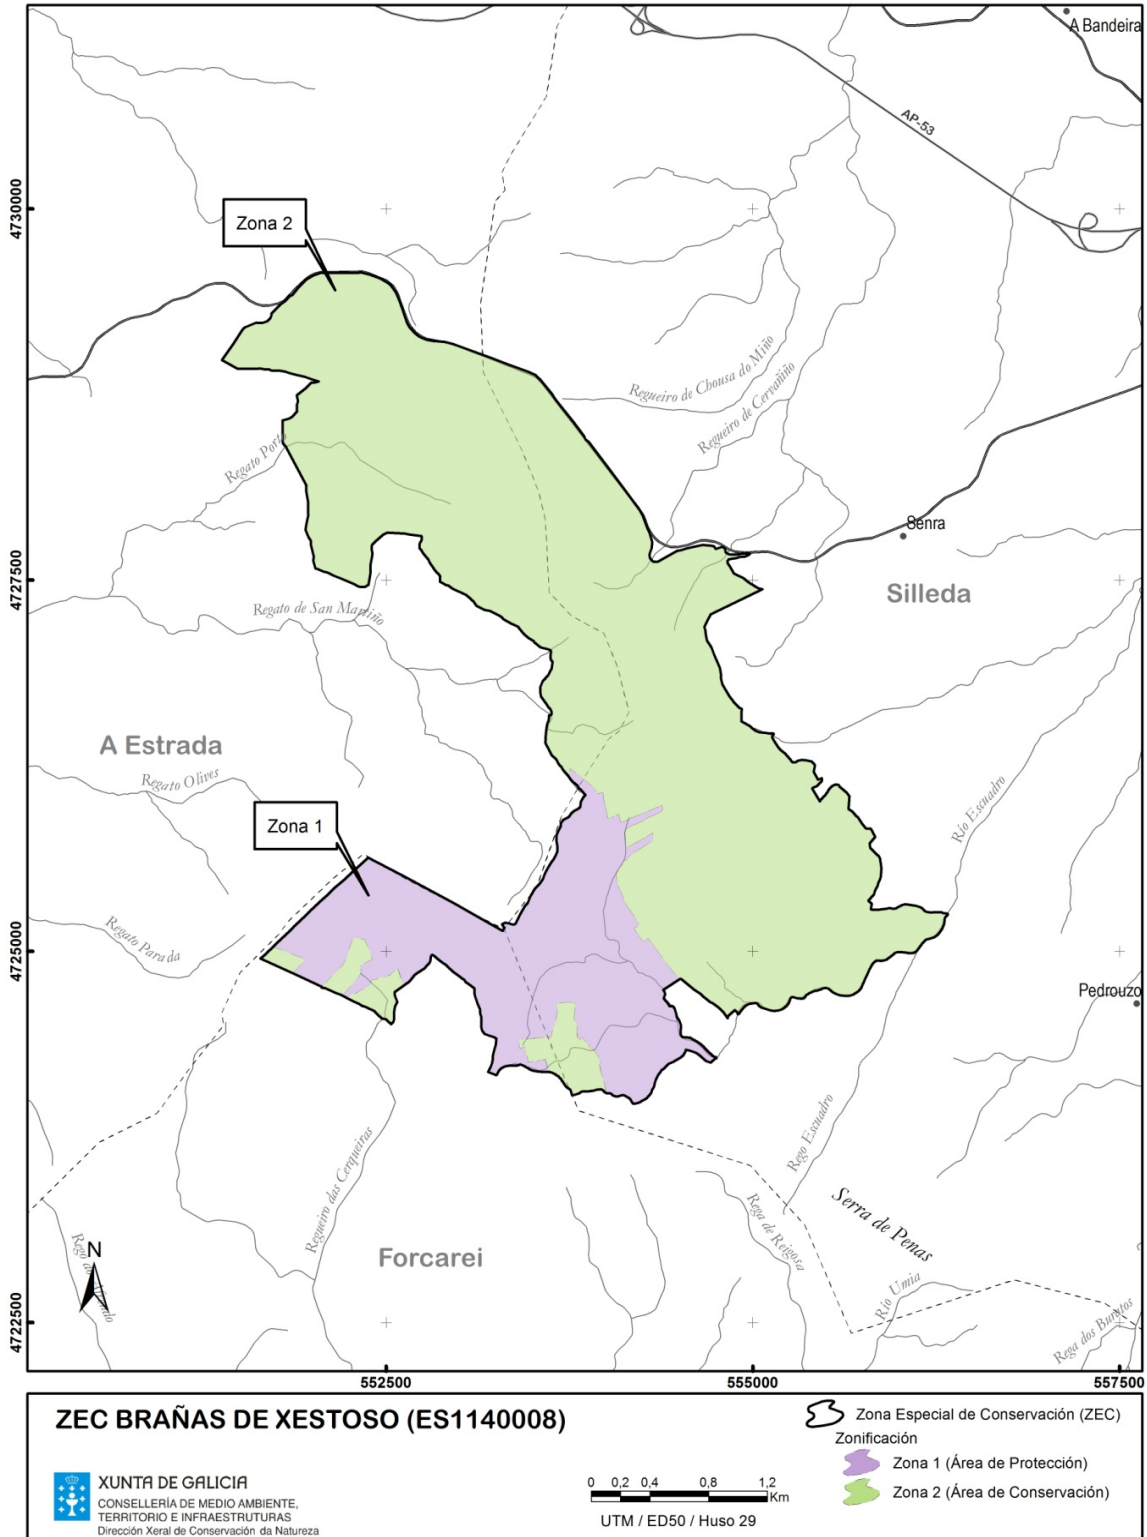 A Bandeira
AP-53
4730000
Zona 2
Regueiro de Chousa do Miño
Regueiro de Cervañiño
Regato Porto
Senra
4727500
Silleda
Regato de San Martiño
A Estrada
Regato Olives
Río Escuadro
Zona 1
Regato Parada
4725000
Pedrouzo
Rego Escuadro
Regueiro das Cerqueiras
Rega de Reigosa
Serra de Penas
Forcarei
N
Río Umia
Rega dos Buratos
4722500
552500
555000
557500
ZEC BRAÑAS DE XESTOSO (ES1140008)
Zona Especial de Conservación (ZEC)
Zonificación
Zona 1 (Área de Protección)
Zona 2 (Área de Conservación)
XUNTA DE GALICIA
CONSELLERÍA DE MEDIO AMBIENTE,
TERRITORIO E INFRAESTRUTURAS
Dirección Xeral de Conservación da Natureza
0 0,2 0,4 0,8 1,2
Km
UTM / ED50 / Huso 29